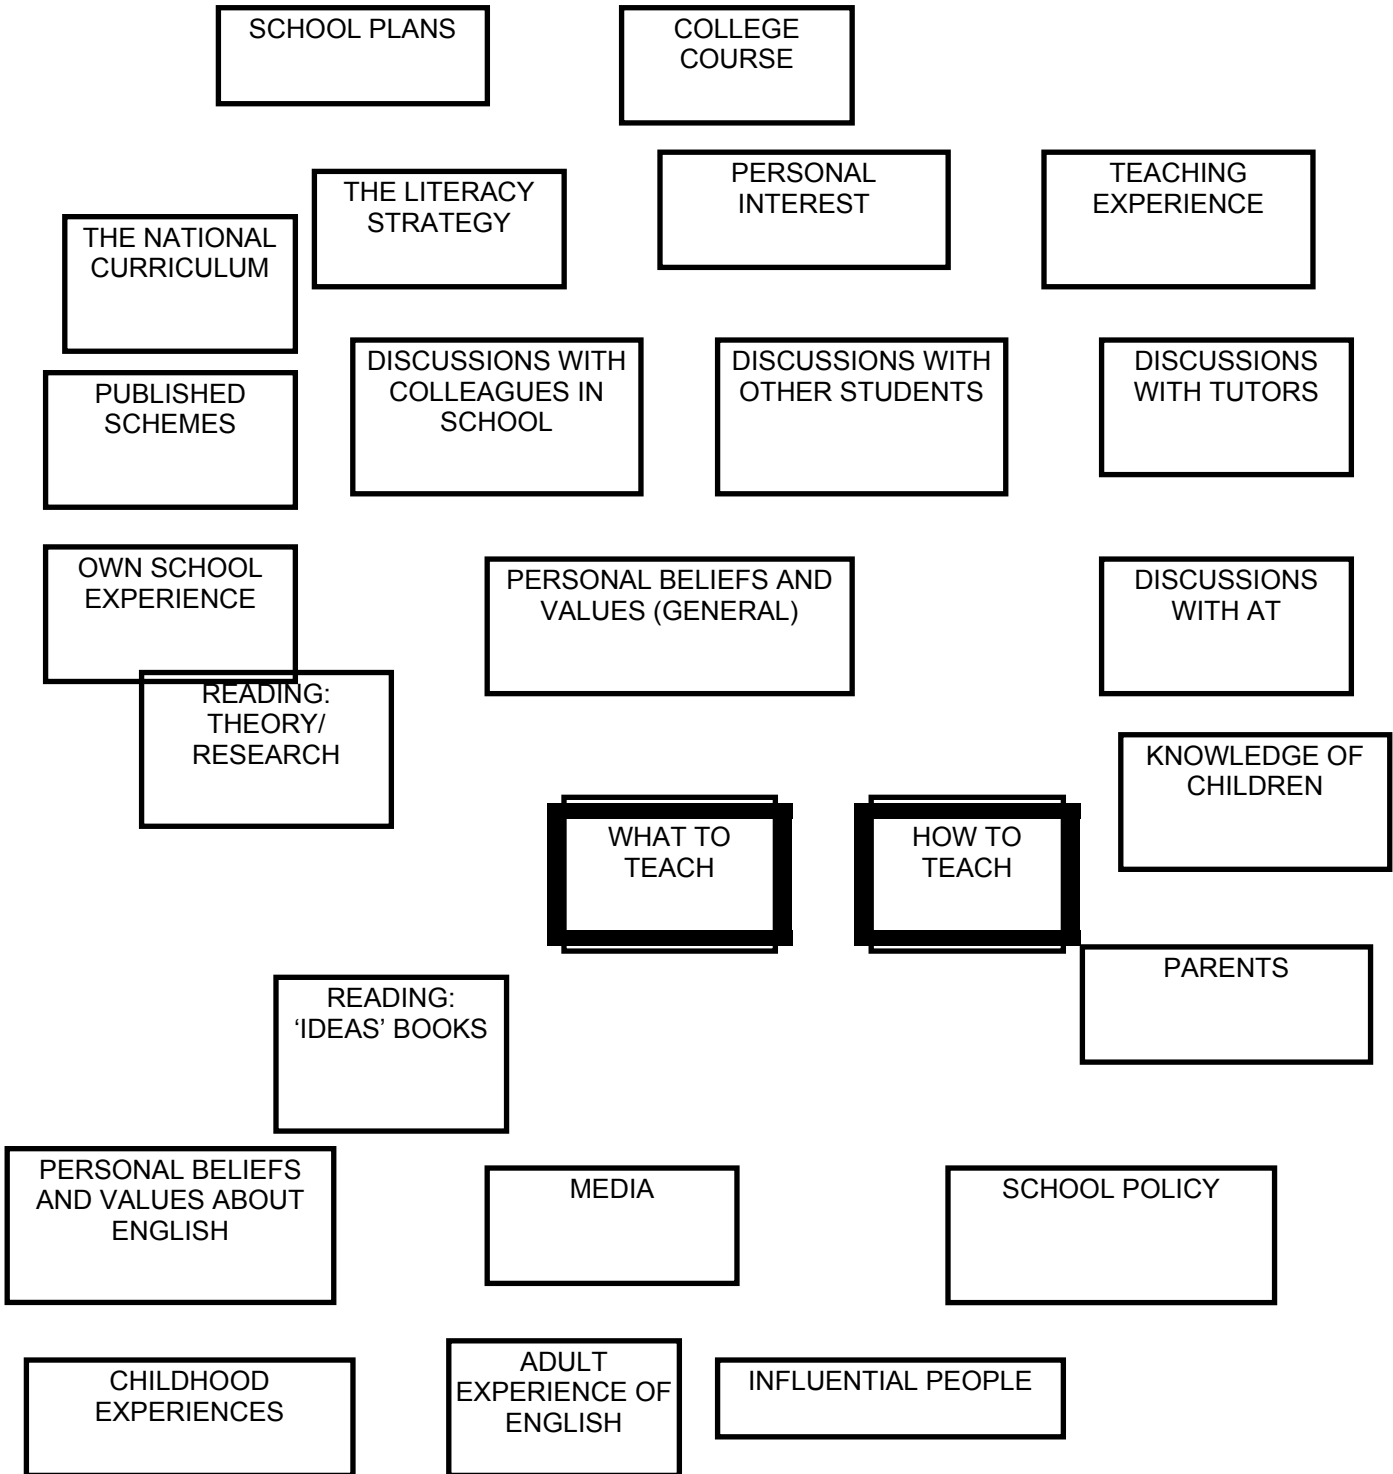 SCHOOL PLANS
COLLEGE
COURSE
THE LITERACY
STRATEGY
PERSONAL
INTEREST
TEACHING
EXPERIENCE
THE NATIONAL
CURRICULUM
PUBLISHED
SCHEMES
DISCUSSIONS WITH
COLLEAGUES IN
SCHOOL
DISCUSSIONS WITH
OTHER STUDENTS
DISCUSSIONS
WITH TUTORS
OWN SCHOOL
EXPERIENCE
PERSONAL BELIEFS AND
VALUES (GENERAL)
DISCUSSIONS
WITH AT
READING:
THEORY/
RESEARCH
KNOWLEDGE OF
CHILDREN
WHAT TO
TEACH
HOW TO
TEACH
PARENTS
READING:
‘IDEAS’ BOOKS
PERSONAL BELIEFS
AND VALUES ABOUT
ENGLISH
MEDIA
SCHOOL POLICY
CHILDHOOD
EXPERIENCES
ADULT
EXPERIENCE OF
ENGLISH
INFLUENTIAL PEOPLE